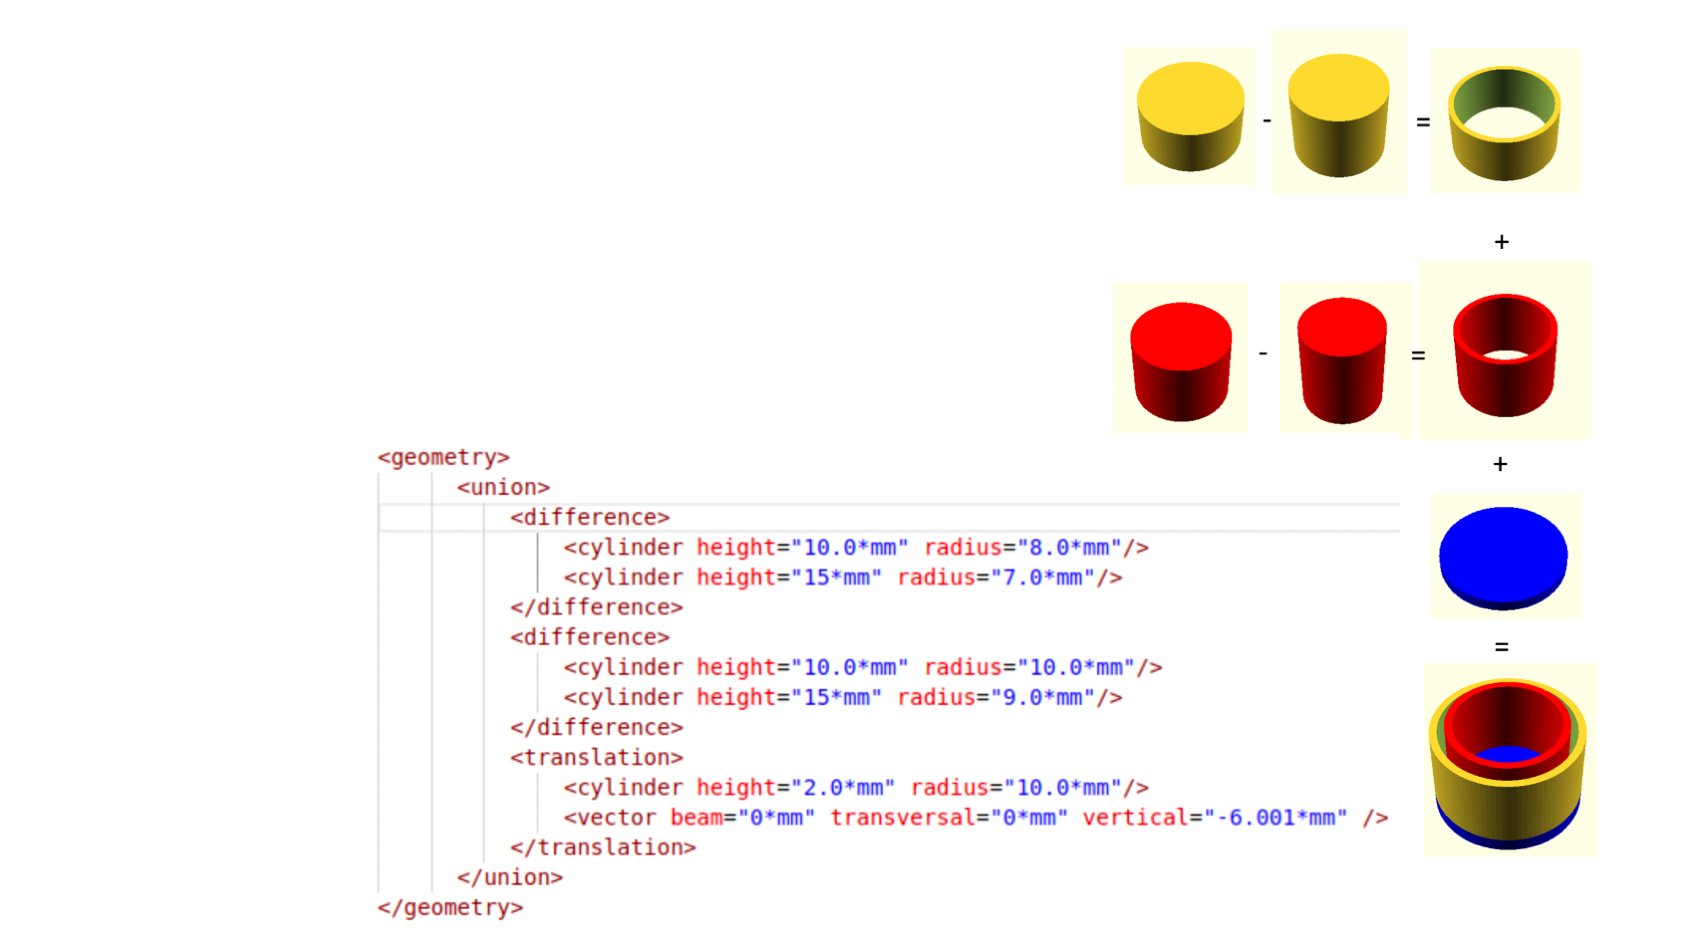 - =
+
- =
+
=
<geometry>
<union>
<difference>
<cylinder height="10.0*mm" radius="8.0*mm"/>
<cylinder height="15*mm" radius="7.0*mm"/>
</difference>
<difference>
<cylinder height="10.0*mm" radius="10.0*mm"/>
<cylinder height="15*mm" radius="9.0*mm"/>
</difference>
<translation>
<cylinder height="2.0*mm" radius="10.0*mm"/>
<vector beam="0*mm" transversal="0*mm" vertical="-6.001*mm" />
</translation>
</union>
</geometry>